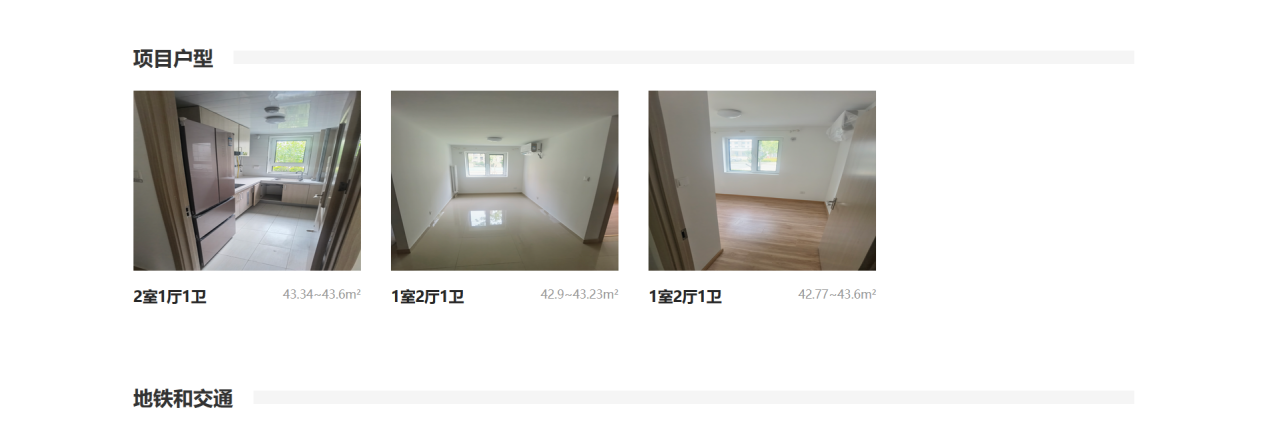 项目户型
2室1厅1卫 43.34~43.6m²
1室2厅1卫 42.9~43.23m²
1室2厅1卫 42.77~43.6m²
地铁和交通